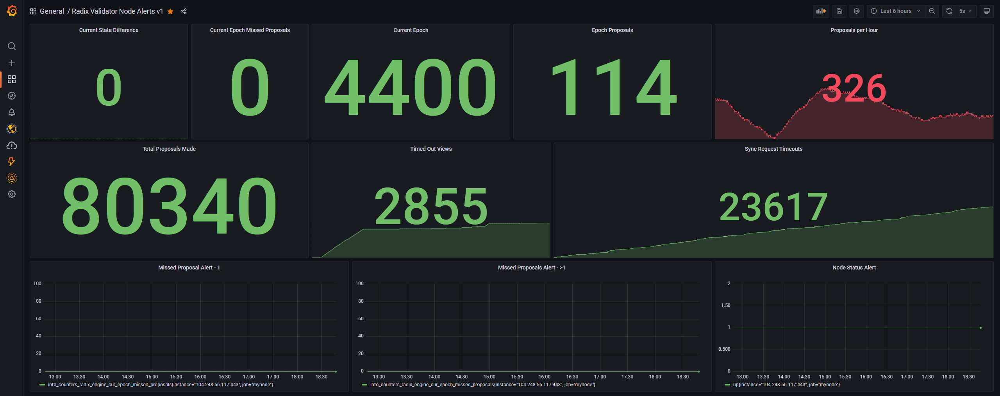 General / Radix Validator Node Alerts v1
Last 6 hours
5s
Current State Difference
0
Current Epoch Missed Proposals
0
Current Epoch
4400
Epoch Proposals
114
Proposals per Hour
326
Total Proposals Made
80340
Timed Out Views
2855
Sync Request Timeouts
23617
Missed Proposal Alert - 1
100
80
60
40
20
0
13:00 13:30 14:00 14:30 15:00 15:30 16:00 16:30 17:00 17:30 18:00 18:30
info_counters_radix_engine_cur_epoch_missed_proposals{instance="104.248.56.117:443", job="mynode"}
Missed Proposals Alert - >1
100
80
60
40
20
0
13:00 13:30 14:00 14:30 15:00 15:30 16:00 16:30 17:00 17:30 18:00 18:30
info_counters_radix_engine_cur_epoch_missed_proposals{instance="104.248.56.117:443", job="mynode"}
Node Status Alert
2
1.50
1
0.500
0
13:00 13:30 14:00 14:30 15:00 15:30 16:00 16:30 17:00 17:30 18:00 18:30
up{instance="104.248.56.117:443", job="mynode"}